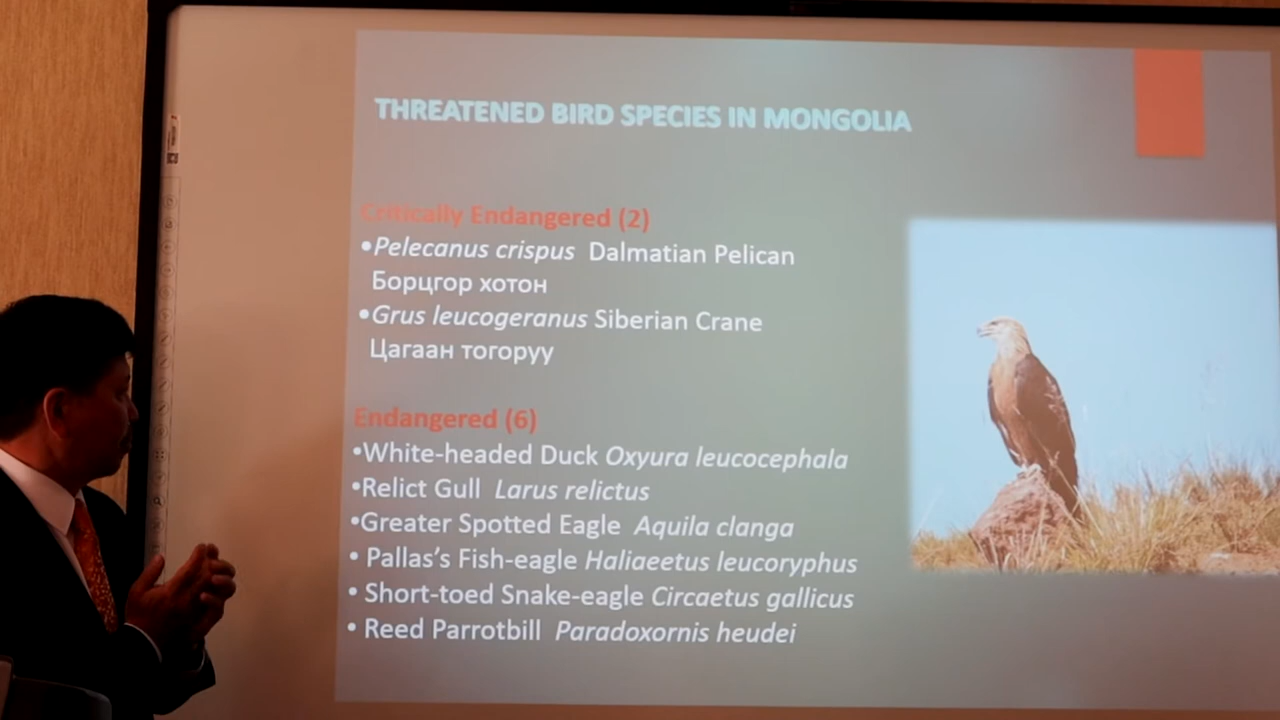 THREATENED BIRD SPECIES IN MONGOLIA
Critically Endangered (2)
•Pelecanus crispus Dalmatian Pelican
Борцгор хотон
•Grus leucogeranus Siberian Crane
Цагаан тогоруу
Endangered (6)
•White-headed Duck Oxyura leucocephala
•Relict Gull Larus relictus
•Greater Spotted Eagle Aquila clanga
• Pallas’s Fish-eagle Haliaeetus leucoryphus
• Short-toed Snake-eagle Circaetus gallicus
• Reed Parrotbill Paradoxornis heudei